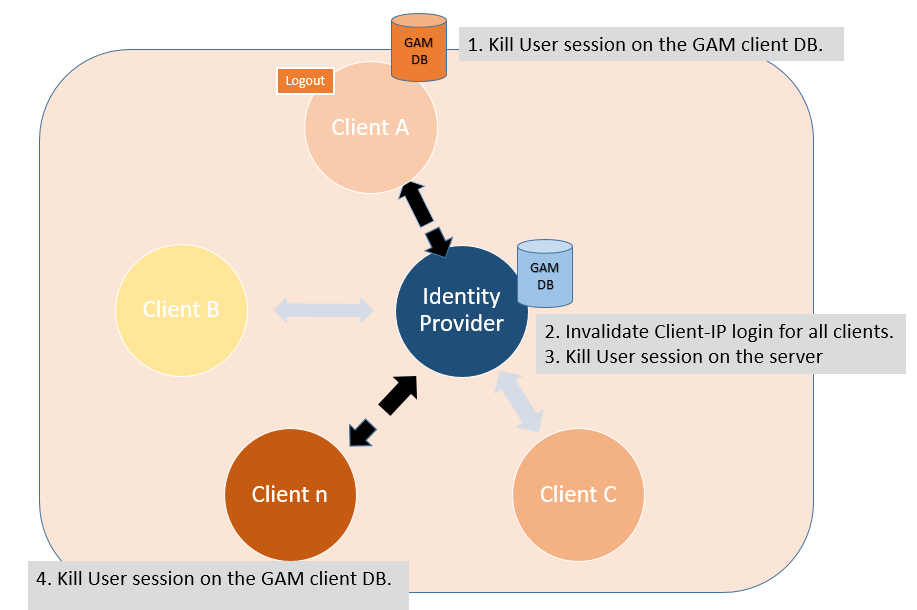 GAM
DB
1. Kill User session on the GAM client DB.
Logout
Client A
GAM
DB
Client B
Identity
Provider
2. Invalidate Client-IP login for all clients.
3. Kill User session on the server
Client n
Client C
4. Kill User session on the GAM client DB.